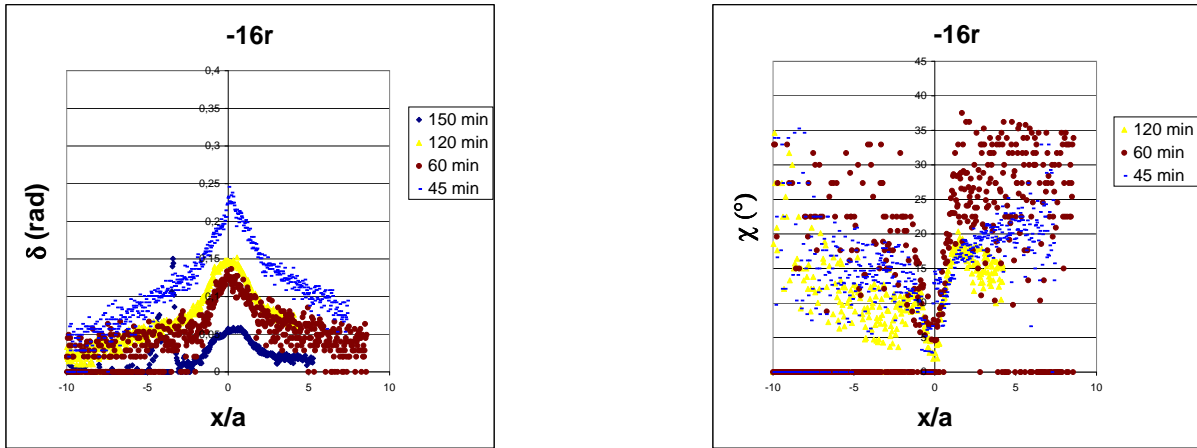 -16r
0,4
0,35
0,3
0,25
0,2
0,15
0,1
0,05
0
-10 -5 0 5 10
δ (rad)
x/a
150 min
120 min
60 min
45 min
-16r
45
40
35
30
25
20
15
10
5
0
-10 -5 0 5 10
χ (°)
x/a
120 min
60 min
45 min